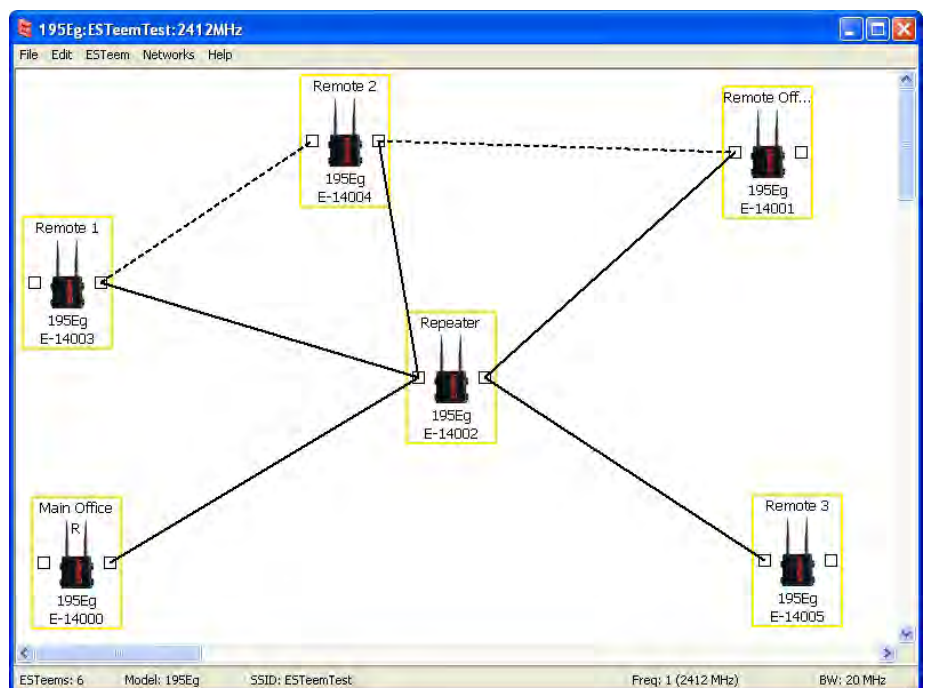 195Eg:ESTeemTest:2412MHz
File Edit ESTeem Networks Help
Remote 2
195Eg
E-14004
Remote Off...
195Eg
E-14001
Remote 1
195Eg
E-14003
Repeater
195Eg
E-14002
Main Office
R
195Eg
E-14000
Remote 3
195Eg
E-14005
ESTeems: 6 Model: 195Eg SSID: ESTeemTest Freq: 1 (2412 MHz) BW: 20 MHz